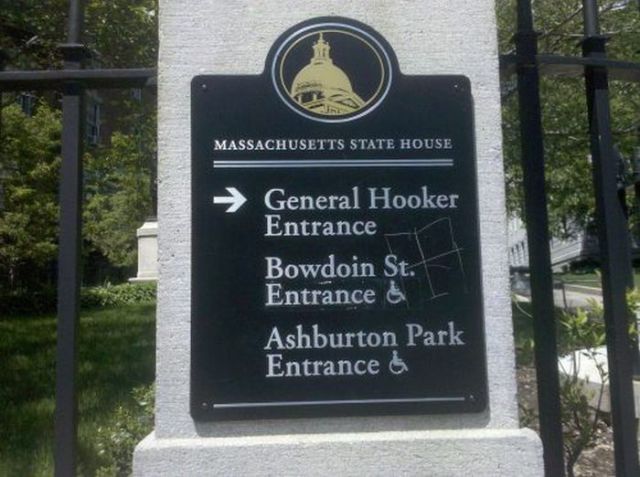 MASSACHUSETTS STATE HOUSE
General Hooker
Entrance
Bowdoin St.
Entrance
Ashburton Park
Entrance